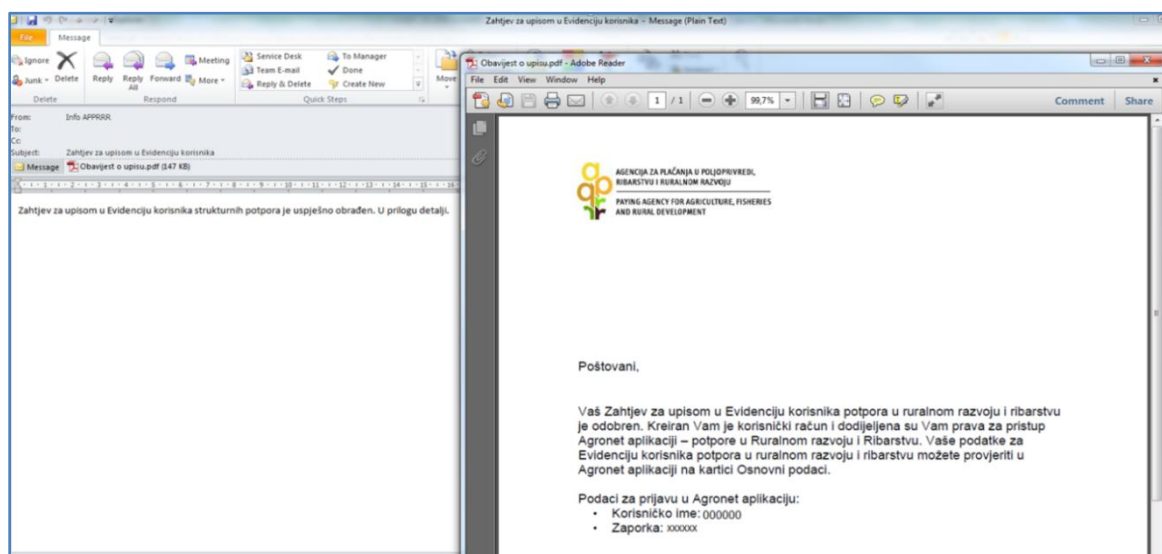 Zahtjev za upisom u Evidenciju korisnika - Message (Plain Text)
File Message
Ignore
Junk
Delete
Reply
Reply All
Forward
Meeting
More
Service Desk
Team E-mail
Reply & Delete
To Manager
Done
Create New
Move
Delete Respond Quick Steps
From: Info APPRRR
To:
Cc:
Subject: Zahtjev za upisom u Evidenciju korisnika
Message Obavijest o upisu.pdf (147 KB)
Zahtjev za upisom u Evidenciju korisnika strukturnih potpora je uspješno obrađen. U prilogu detalji.
Obavijest o upisu.pdf - Adobe Reader
File Edit View Window Help
1 / 1 99,7% Comment Share
AGENCIJA ZA PLAĆANJA U POLJOPRIVREDI,
RIBARSTVU I RURALNOM RAZVOJU
PAYING AGENCY FOR AGRICULTURE, FISHERIES
AND RURAL DEVELOPMENT
Poštovani,
Vaš Zahtjev za upisom u Evidenciju korisnika potpora u ruralnom razvoju i ribarstvu
je odobren. Kreiran Vam je korisnički račun i dodijeljena su Vam prava za pristup
Agronet aplikaciji – potpore u Ruralnom razvoju i Ribarstvu. Vaše podatke za
Evidenciju korisnika potpora u ruralnom razvoju i ribarstvu možete provjeriti u
Agronet aplikaciji na kartici Osnovni podaci.
Podaci za prijavu u Agronet aplikaciju:
• Korisničko ime: 000000
• Zaporka: xxxxxx